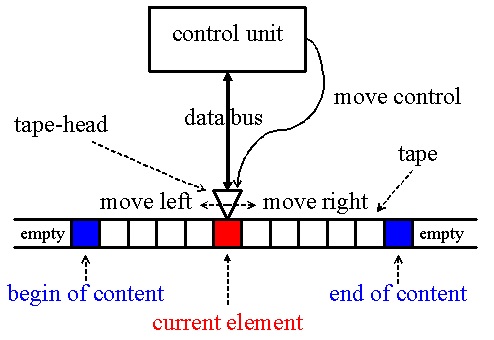 control unit
data bus
move control
tape-head
tape
move left
move right
empty
empty
begin of content
end of content
current element